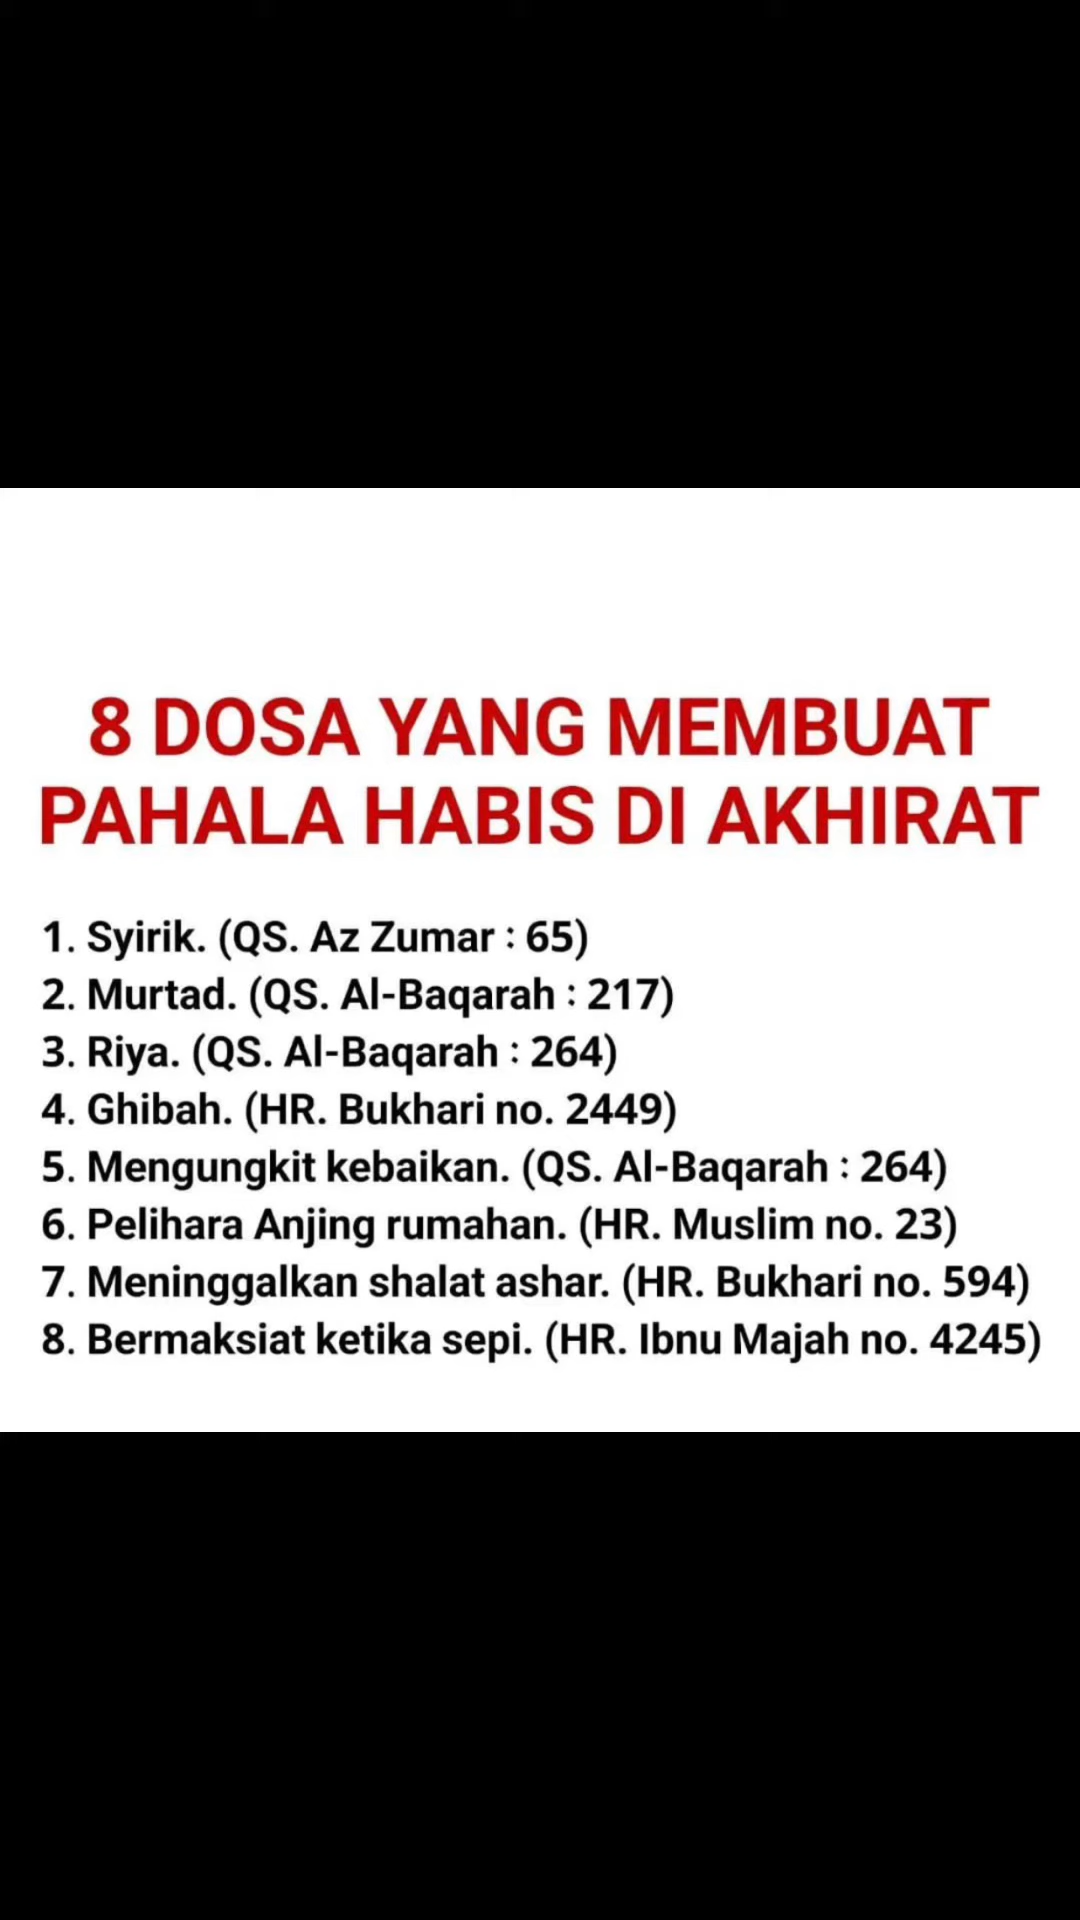 8 DOSA YANG MEMBUAT
PAHALA HABIS DI AKHIRAT
1. Syirik. (QS. Az Zumar : 65)
2. Murtad. (QS. Al-Baqarah : 217)
3. Riya. (QS. Al-Baqarah : 264)
4. Ghibah. (HR. Bukhari no. 2449)
5. Mengungkit kebaikan. (QS. Al-Baqarah : 264)
6. Pelihara Anjing rumahan. (HR. Muslim no. 23)
7. Meninggalkan shalat ashar. (HR. Bukhari no. 594)
8. Bermaksiat ketika sepi. (HR. Ibnu Majah no. 4245)